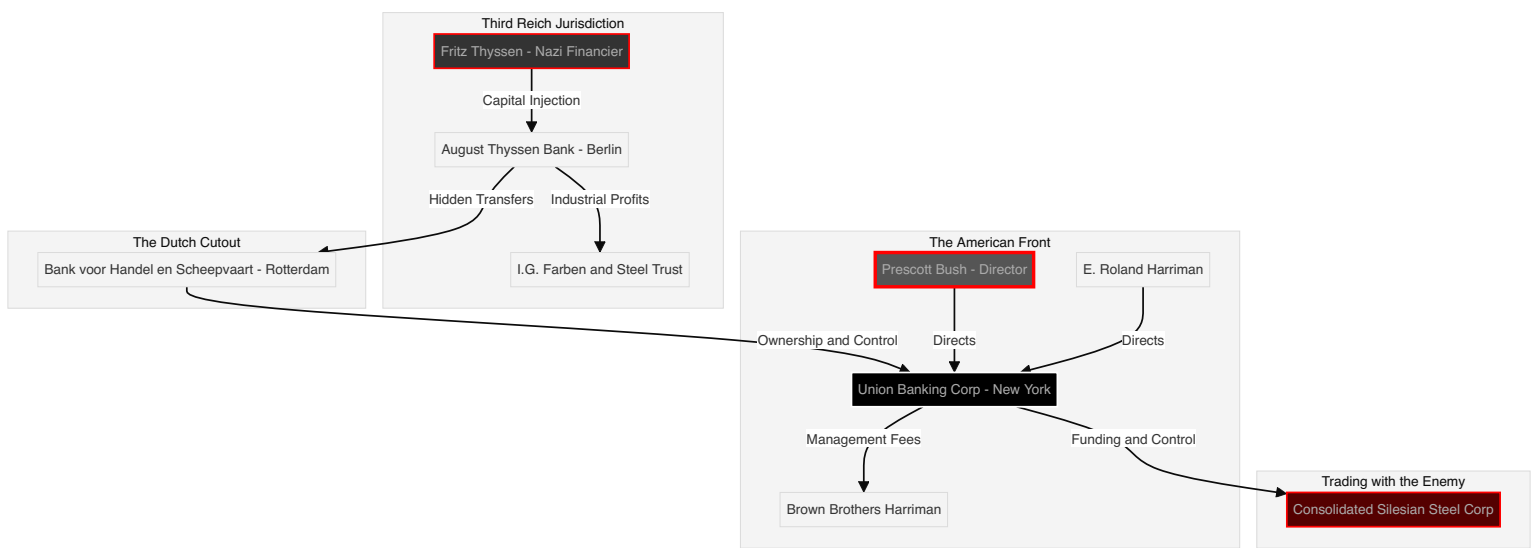 Third Reich Jurisdiction
Fritz Thyssen - Nazi Financier
Capital Injection
August Thyssen Bank - Berlin
Hidden Transfers
Industrial Profits
The Dutch Cutout
Bank voor Handel en Scheepvaart - Rotterdam
I.G. Farben and Steel Trust
The American Front
Prescott Bush - Director
E. Roland Harriman
Ownership and Control
Directs
Directs
Union Banking Corp - New York
Management Fees
Funding and Control
Brown Brothers Harriman
Trading with the Enemy
Consolidated Silesian Steel Corp